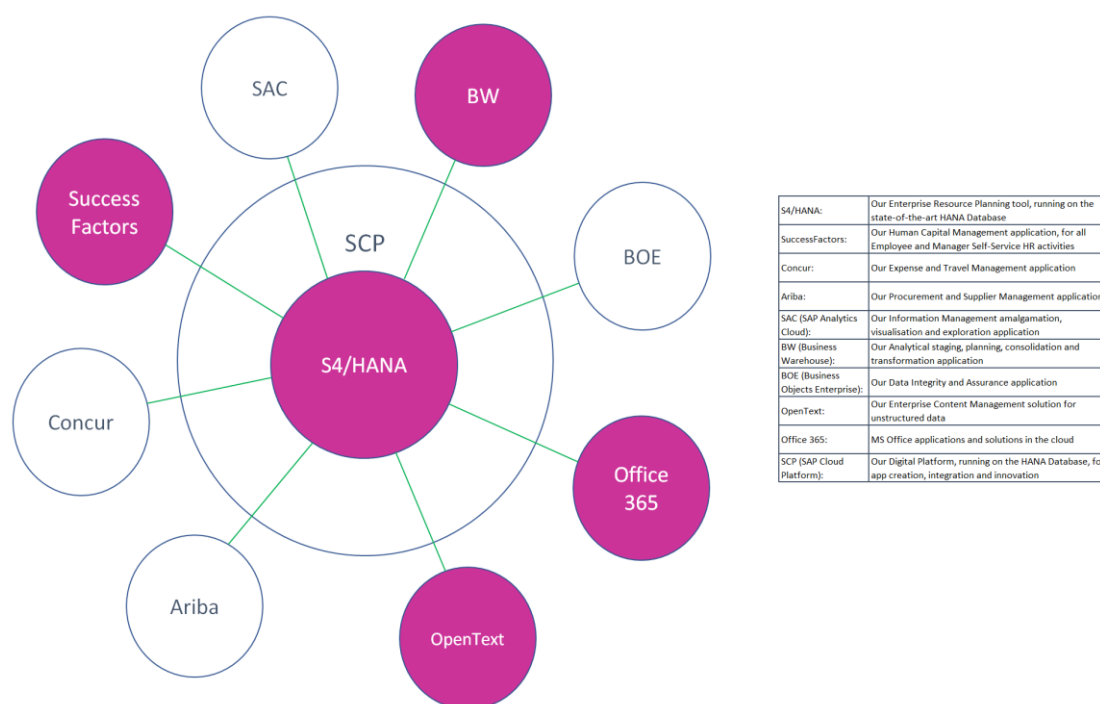 SAC
BW
Success
Factors
SCP
BOE
S4/HANA
Concur
Office
365
Ariba
OpenText
S4/HANA:
Our Enterprise Resource Planning tool, running on the
state-of-the-art HANA Database
SuccessFactors:
Our Human Capital Management application, for all
Employee and Manager Self-Service HR activities
Concur:
Our Expense and Travel Management application
Ariba:
Our Procurement and Supplier Management application
SAC (SAP Analytics
Cloud):
Our Information Management amalgamation,
visualisation and exploration application
BW (Business
Warehouse):
Our Analytical staging, planning, consolidation and
transformation application
BOE (Business
Objects Enterprise):
Our Data Integrity and Assurance application
OpenText:
Our Enterprise Content Management solution for
unstructured data
Office 365:
MS Office applications and solutions in the cloud
SCP (SAP Cloud
Platform):
Our Digital Platform, running on the HANA Database, fo
app creation, integration and innovation